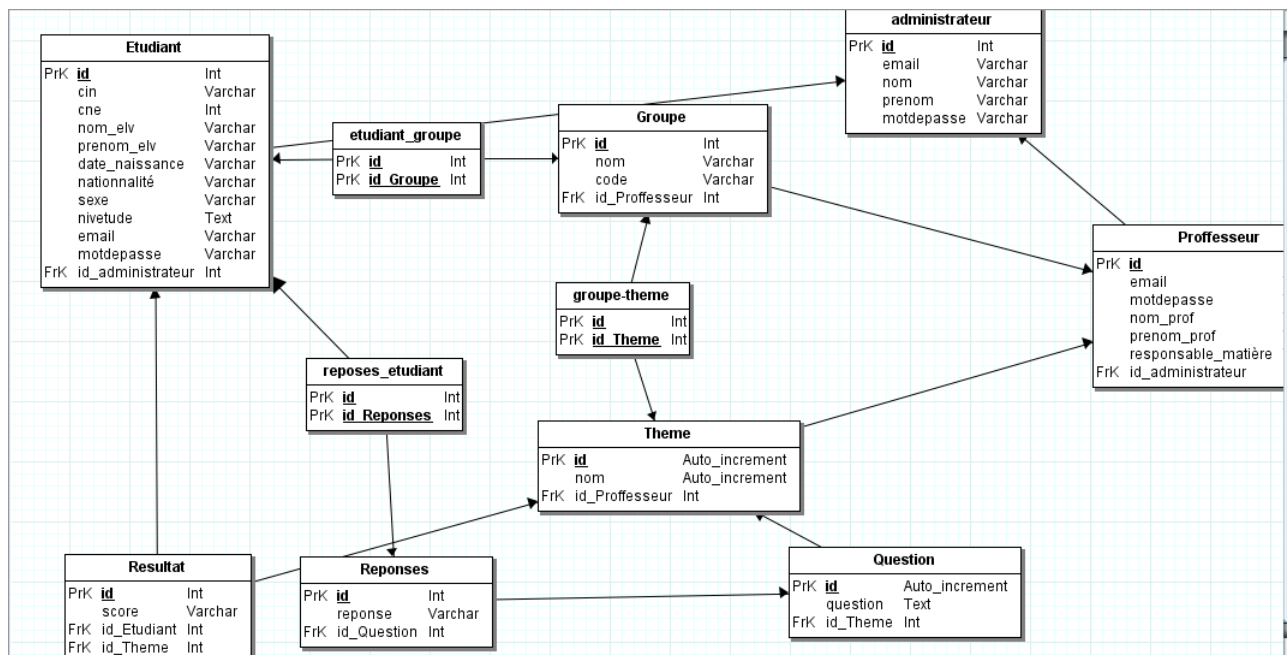 administrateur
PrK id Int
email Varchar
nom Varchar
prenom Varchar
motdepasse Varchar
Etudiant
PrK id Int
cin Varchar
cne Int
nom_elv Varchar
prenom_elv Varchar
date_naissance Varchar
nationnalité Varchar
sexe Varchar
nivetude Text
email Varchar
motdepasse Varchar
FrK id_administrateur Int
etudiant_groupe
PrK id Int
PrK id_Groupe Int
Groupe
PrK id Int
nom Varchar
code Varchar
FrK id_Proffesseur Int
Proffesseur
PrK id
email
motdepasse
nom_prof
prenom_prof
responsable_matière
FrK id_administrateur
groupe-theme
PrK id Int
PrK id_Theme Int
reposes_etudiant
PrK id Int
PrK id_Reponses Int
Theme
PrK id Auto_increment
nom Auto_increment
FrK id_Proffesseur Int
Resultat
PrK id Int
score Varchar
FrK id_Etudiant Int
FrK id_Theme Int
Reponses
PrK id Int
reponse Varchar
FrK id_Question Int
Question
PrK id Auto_increment
question Text
FrK id_Theme Int